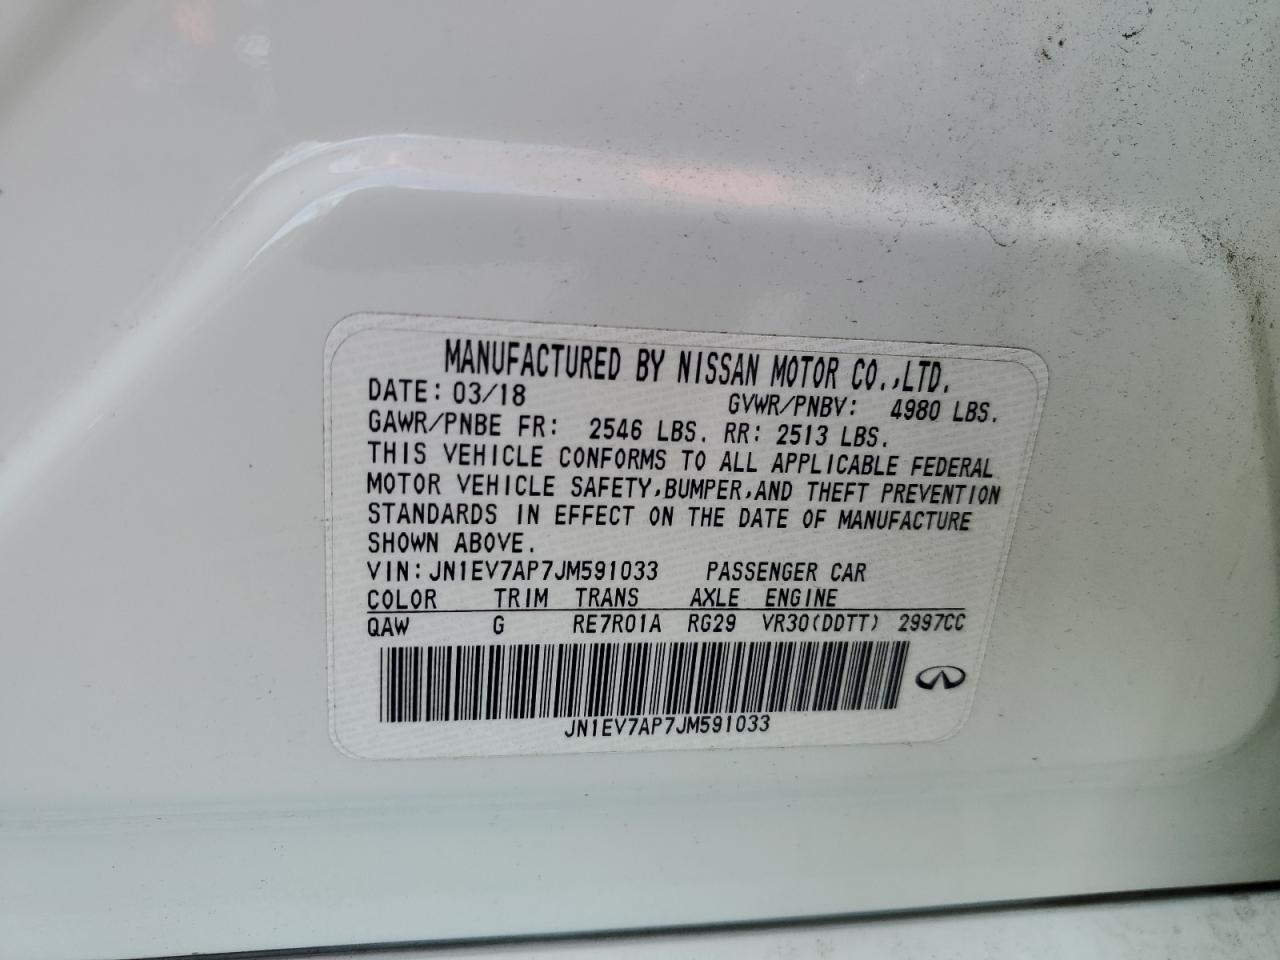 MANUFACTURED BY NISSAN MOTOR CO.,LTD.
DATE: 03/18 GVWR/PNBV: 4980 LBS.
GAWR/PNBE FR: 2546 LBS. RR: 2513 LBS.
THIS VEHICLE CONFORMS TO ALL APPLICABLE FEDERAL
MOTOR VEHICLE SAFETY,BUMPER,AND THEFT PREVENTION
STANDARDS IN EFFECT ON THE DATE OF MANUFACTURE
SHOWN ABOVE.
VIN:JN1EV7AP7JM591033 PASSENGER CAR
COLOR TRIM TRANS AXLE ENGINE
QAW G RE7R01A RG29 VR30(DDTT) 2997CC
JN1EV7AP7JM591033